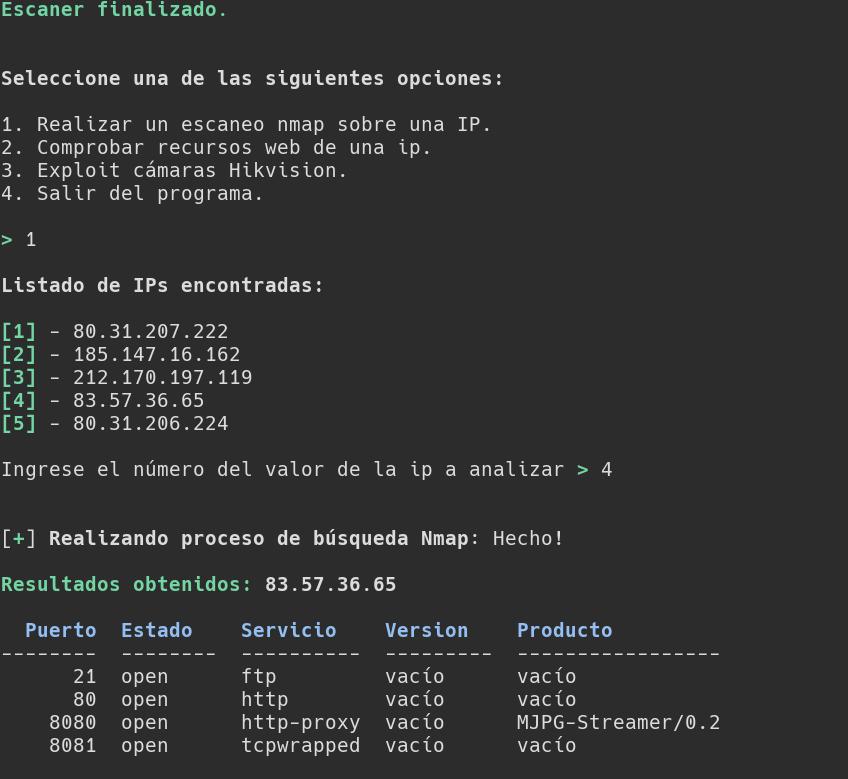 Escaner finalizado.
Seleccione una de las siguientes opciones:
1. Realizar un escaneo nmap sobre una IP.
2. Comprobar recursos web de una ip.
3. Exploit cámaras Hikvision.
4. Salir del programa.
> 1
Listado de IPs encontradas:
[1] - 80.31.207.222
[2] - 185.147.16.162
[3] - 212.170.197.119
[4] - 83.57.36.65
[5] - 80.31.206.224
Ingrese el número del valor de la ip a analizar > 4
[+] Realizando proceso de búsqueda Nmap: Hecho!
Resultados obtenidos: 83.57.36.65
Puerto Estado Servicio Version Producto
-------- -------- ---------- --------- -----------------
21 open ftp vacío vacío
80 open http vacío vacío
8080 open http-proxy vacío MJPG-Streamer/0.2
8081 open tcpwrapped vacío vacío